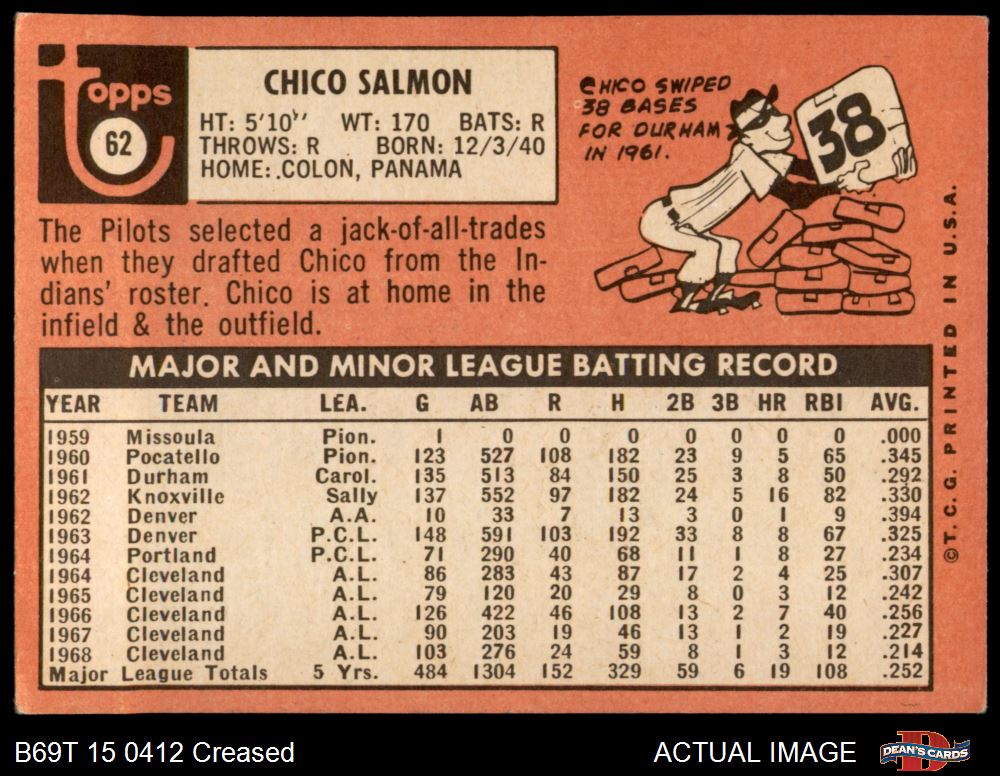 topps
62
CHICO SALMON
HT: 5'10" WT: 170 BATS: R
THROWS: R BORN: 12/3/40
HOME: COLON, PANAMA
CHICO SWIPED
38 BASES
FOR DURHAM
IN 1961.
38
The Pilots selected a jack-of-all-trades
when they drafted Chico from the In-
dians' roster. Chico is at home in the
infield & the outfield.
MAJOR AND MINOR LEAGUE BATTING RECORD
YEAR TEAM LEA. G AB R H 2B 3B HR RBI AVG.
1959 Missoula Pion. 1 0 0 0 0 0 0 0 .000
1960 Pocatello Pion. 123 527 108 182 23 9 5 65 .345
1961 Durham Carol. 135 513 84 150 25 3 8 50 .292
1962 Knoxville Sally 137 552 97 182 24 5 16 82 .330
1962 Denver A.A. 10 33 7 13 3 0 1 9 .394
1963 Denver P.C.L. 148 591 103 192 33 8 8 67 .325
1964 Portland P.C.L. 71 290 40 68 11 1 8 27 .234
1964 Cleveland A.L. 86 283 43 87 17 2 4 25 .307
1965 Cleveland A.L. 79 120 20 29 8 0 3 12 .242
1966 Cleveland A.L. 126 422 46 108 13 2 7 40 .256
1967 Cleveland A.L. 90 203 19 46 13 1 2 19 .227
1968 Cleveland A.L. 103 276 24 59 8 1 3 12 .214
Major League Totals 5 Yrs. 484 1304 152 329 59 6 19 108 .252
©T.C.G. PRINTED IN U.S.A.
B69T 15 0412 Creased
ACTUAL IMAGE
D
DEAN'S CARDS